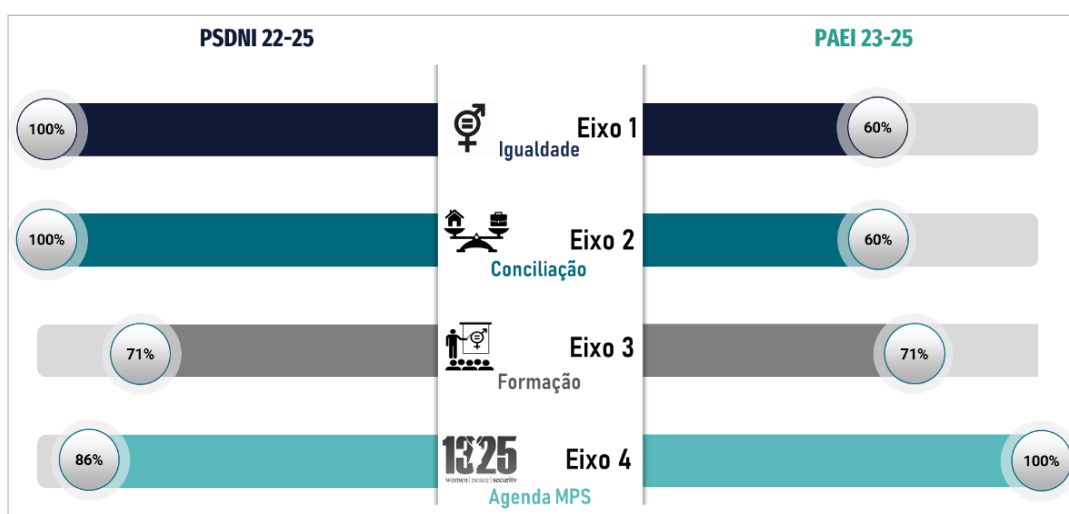 PSDNI 22-25
PAEI 23-25
100%
Eixo 1
Igualdade
60%
100%
Eixo 2
Conciliação
60%
71%
Eixo 3
Formação
71%
86%
1325
women | peace | security
Eixo 4
Agenda MPS
100%